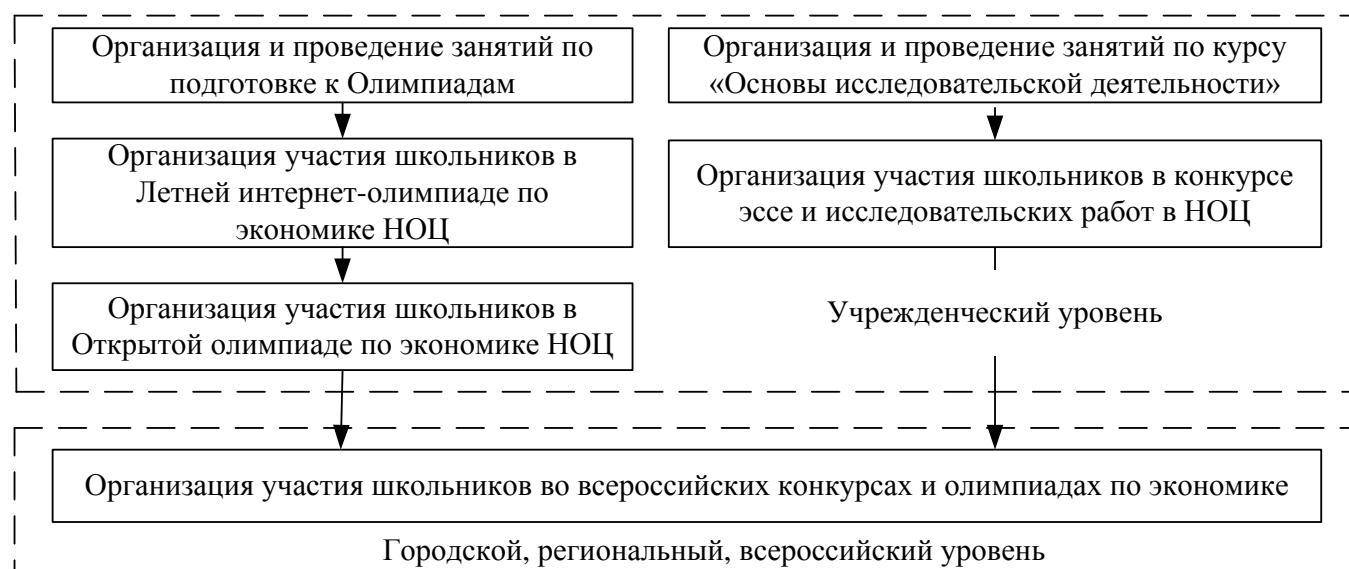 Организация и проведение занятий по
подготовке к Олимпиадам
Организация участия школьников в
Летней интернет-олимпиаде по
экономике НОЦ
Организация участия школьников в
Открытой олимпиаде по экономике НОЦ
Организация и проведение занятий по курсу
«Основы исследовательской деятельности»
Организация участия школьников в конкурсе
эссе и исследовательских работ в НОЦ
Учрежденческий уровень
Организация участия школьников во всероссийских конкурсах и олимпиадах по экономике
Городской, региональный, всероссийский уровень